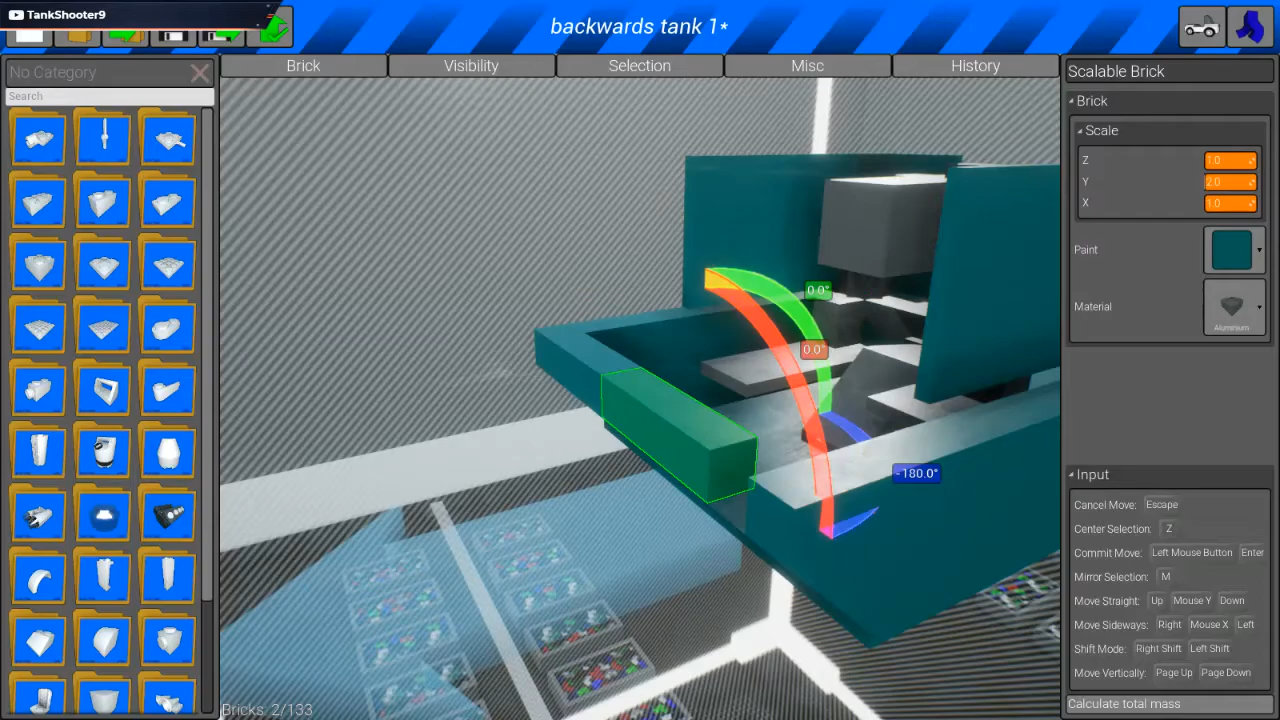 TankShooter9
backwards tank 1*
No Category
Search
Brick
Visibility
Selection
Misc
History
Scalable Brick
Brick
Scale
Z
1.0
Y
2.0
X
1.0
Paint
Material
Aluminium
0.0°
0.0°
-180.0°
Input
Cancel Move: Escape
Center Selection: Z
Commit Move: Left Mouse Button Enter
Mirror Selection: M
Move Straight: Up Mouse Y Down
Move Sideways: Right Mouse X Left
Shift Mode: Right Shift Left Shift
Move Vertically: Page Up Page Down
Calculate total mass
Bricks: 2/133